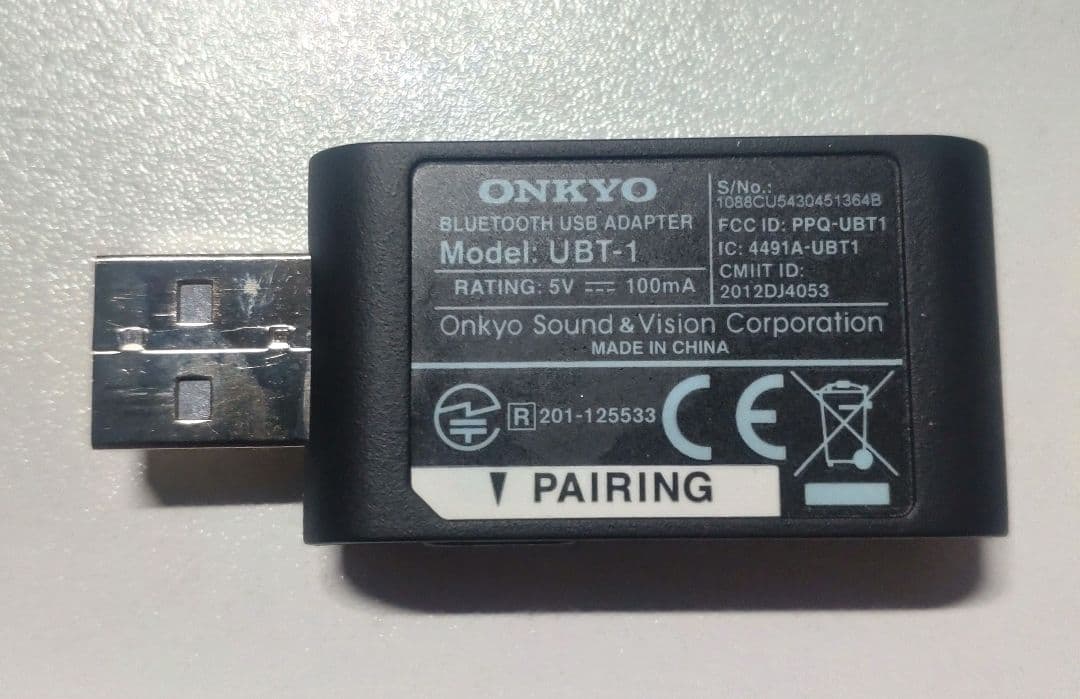 ONKYO
BLUETOOTH USB ADAPTER
Model: UBT-1
RATING: 5V ⎓ 100mA
S/No.:
1088CU5430451364B
FCC ID: PPQ-UBT1
IC: 4491A-UBT1
CMIIT ID:
2012DJ4053
Onkyo Sound & Vision Corporation
MADE IN CHINA
R 201-125533 CE
▼ PAIRING